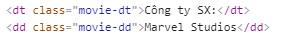 <dt class="movie-dt">Công ty SX:</dt>
<dd class="movie-dd">Marvel Studios</dd>